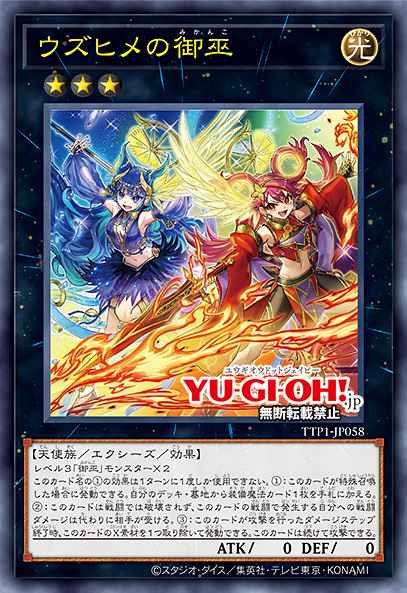 みかんこ
ウズヒメの御巫
ひかり
光
ユウギオウドットジェイピー
YU-GI-OH!.jp
無断転載禁止
TTP1-JP058
【天使族／エクシーズ／効果】
レベル3「御巫」モンスター×2
このカード名の①の効果は1ターンに1度しか使用できない。①：このカードが特殊召喚
した場合に発動できる。自分のデッキ・墓地から装備魔法カード1枚を手札に加える。
②：このカードは戦闘では破壊されず、このカードの戦闘で発生する自分への戦闘
ダメージは代わりに相手が受ける。③：このカードが攻撃を行ったダメージステップ
終了時、このカードのX素材を1つ取り除いて発動できる。このカードは続けて攻撃できる。
ATK/ 0 DEF/ 0
©スタジオ・ダイス／集英社・テレビ東京・KONAMI